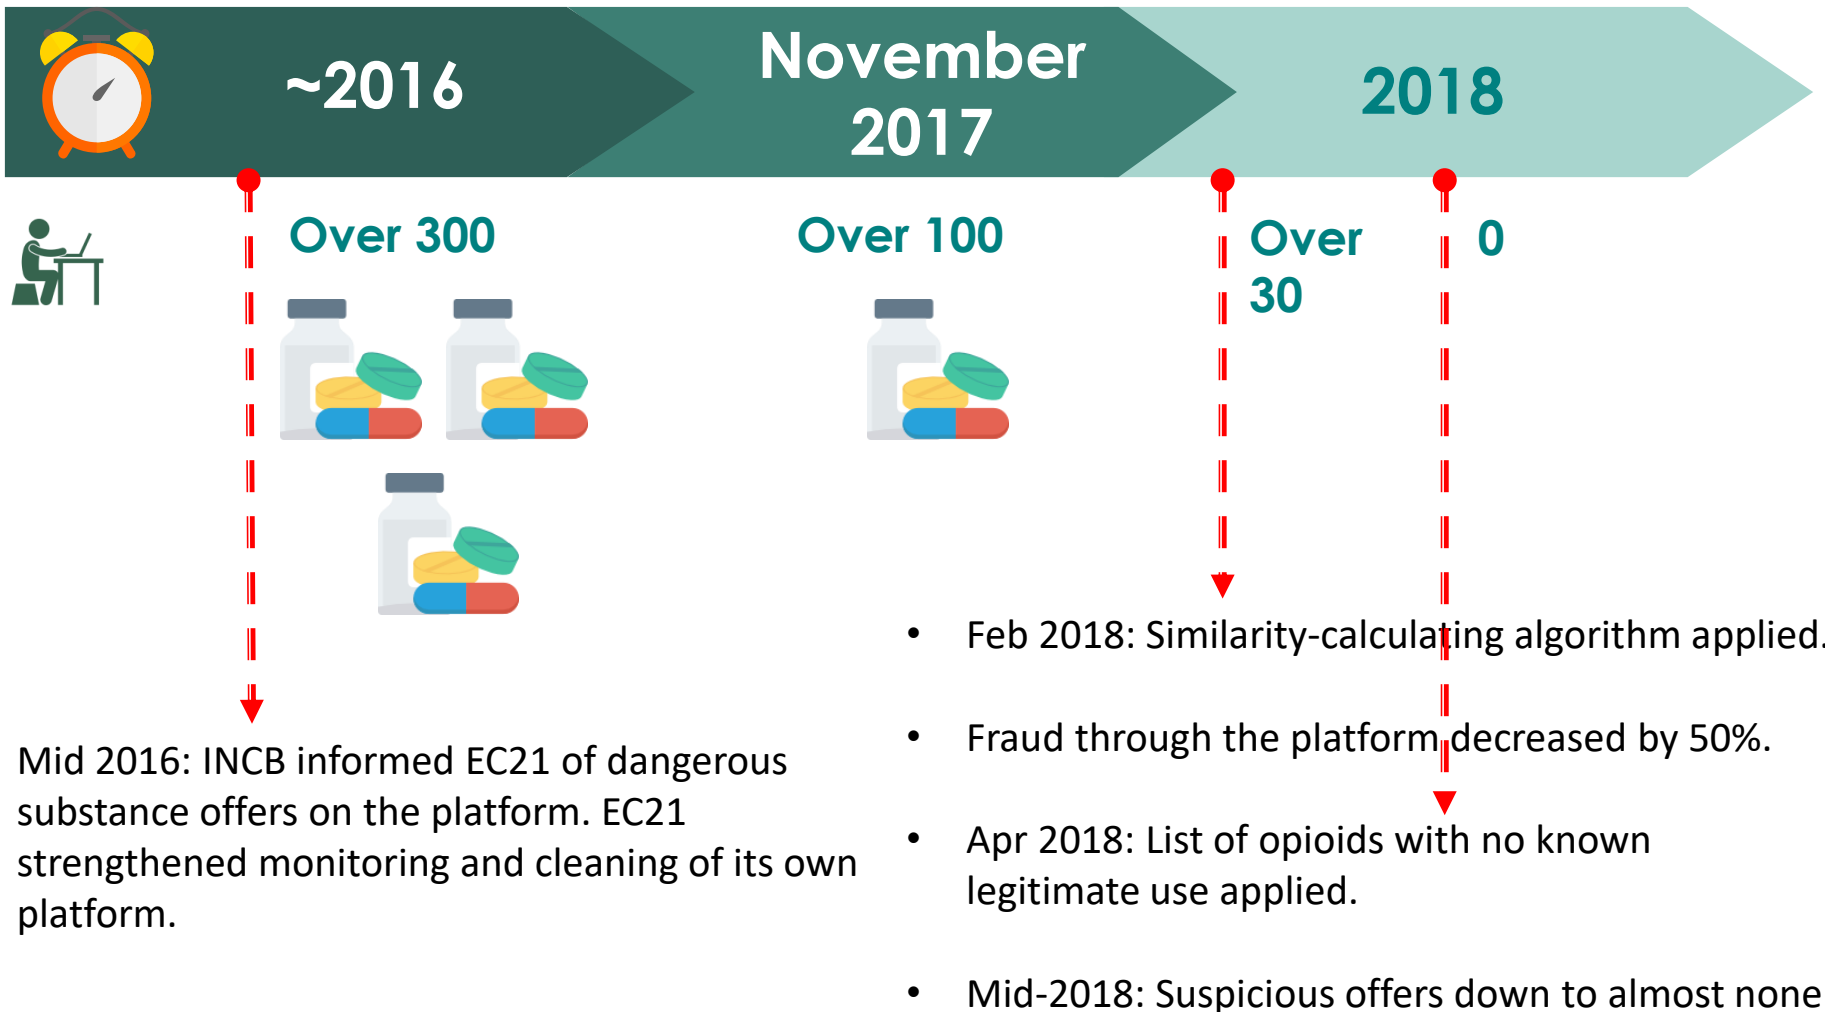 ~2016
November
2017
2018
Over 300
Over 100
Over
30
0
Mid 2016: INCB informed EC21 of dangerous
substance offers on the platform. EC21
strengthened monitoring and cleaning of its own
platform.
• Feb 2018: Similarity-calculating algorithm applied.
• Fraud through the platform decreased by 50%.
• Apr 2018: List of opioids with no known
legitimate use applied.
• Mid-2018: Suspicious offers down to almost none